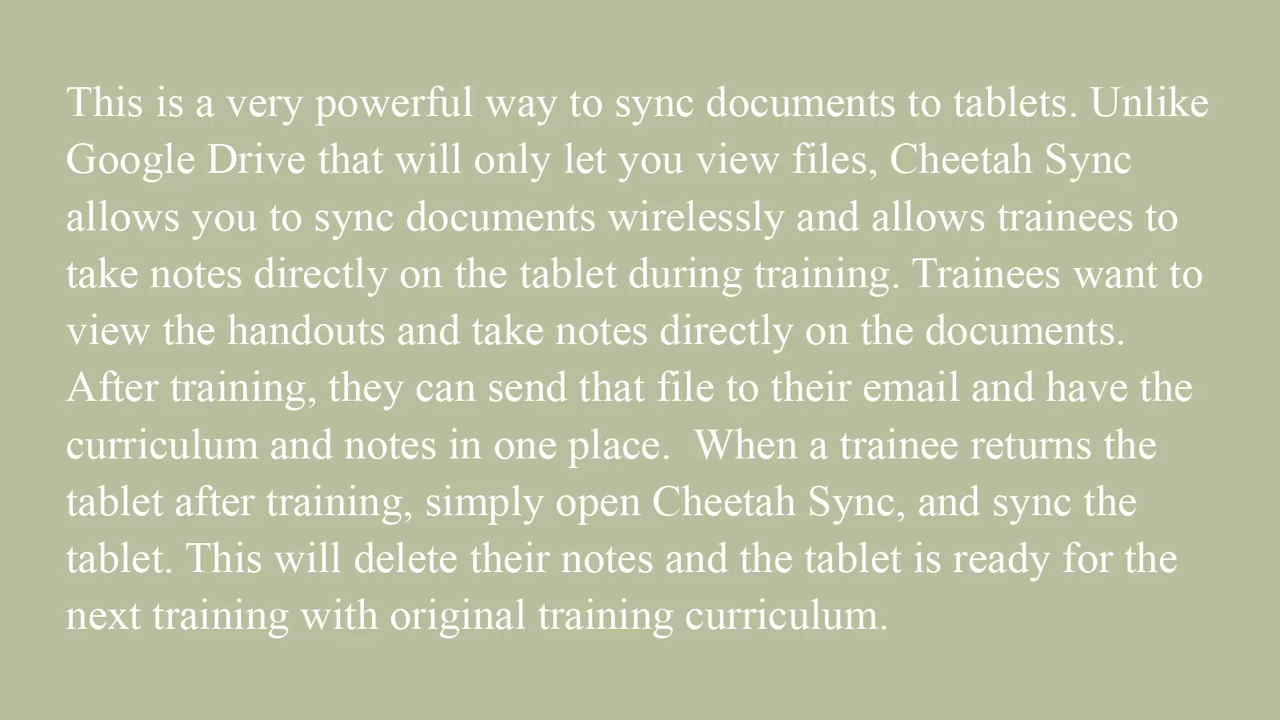 This is a very powerful way to sync documents to tablets. Unlike
Google Drive that will only let you view files, Cheetah Sync
allows you to sync documents wirelessly and allows trainees to
take notes directly on the tablet during training. Trainees want to
view the handouts and take notes directly on the documents.
After training, they can send that file to their email and have the
curriculum and notes in one place.  When a trainee returns the
tablet after training, simply open Cheetah Sync, and sync the
tablet. This will delete their notes and the tablet is ready for the
next training with original training curriculum.